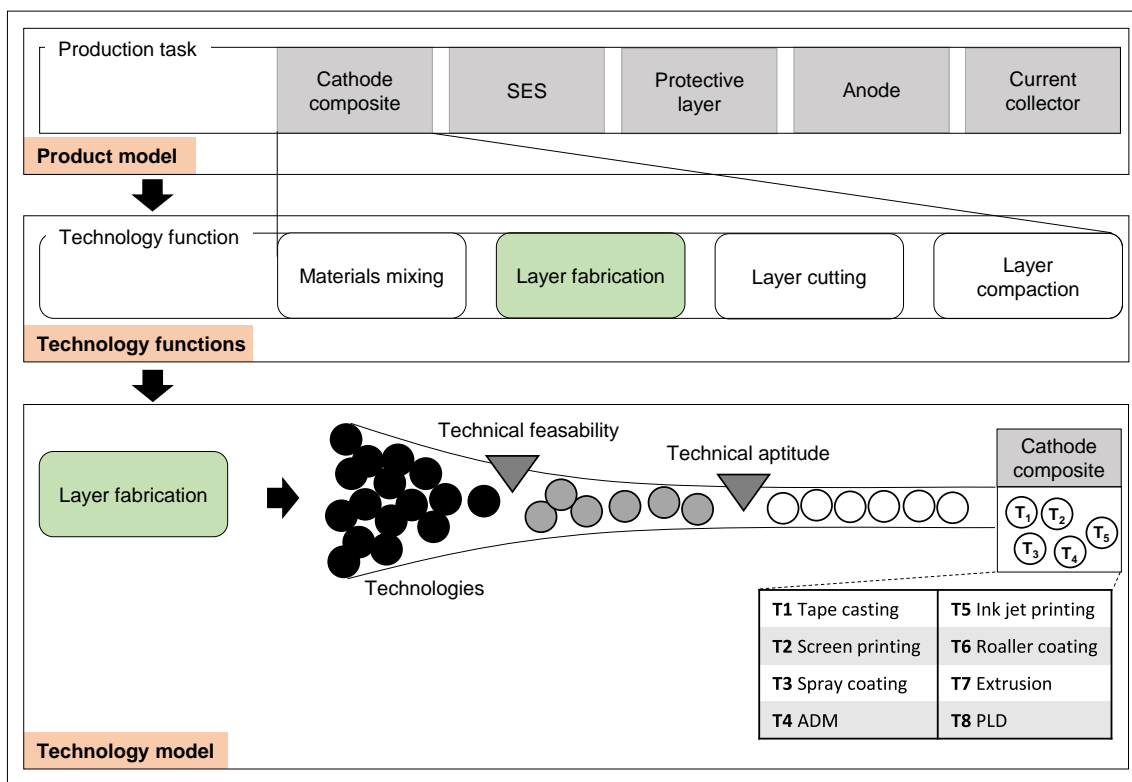 Production task
Cathode
composite
SES
Protective
layer
Anode
Current
collector
Product model
Technology function
Materials mixing
Layer fabrication
Layer cutting
Layer
compaction
Technology functions
Layer fabrication
Technical feasability
Technical aptitude
Technologies
Cathode
composite
T1
T2
T3
T4
T5
T1 Tape casting
T5 Ink jet printing
T2 Screen printing
T6 Roaller coating
T3 Spray coating
T7 Extrusion
T4 ADM
T8 PLD
Technology model